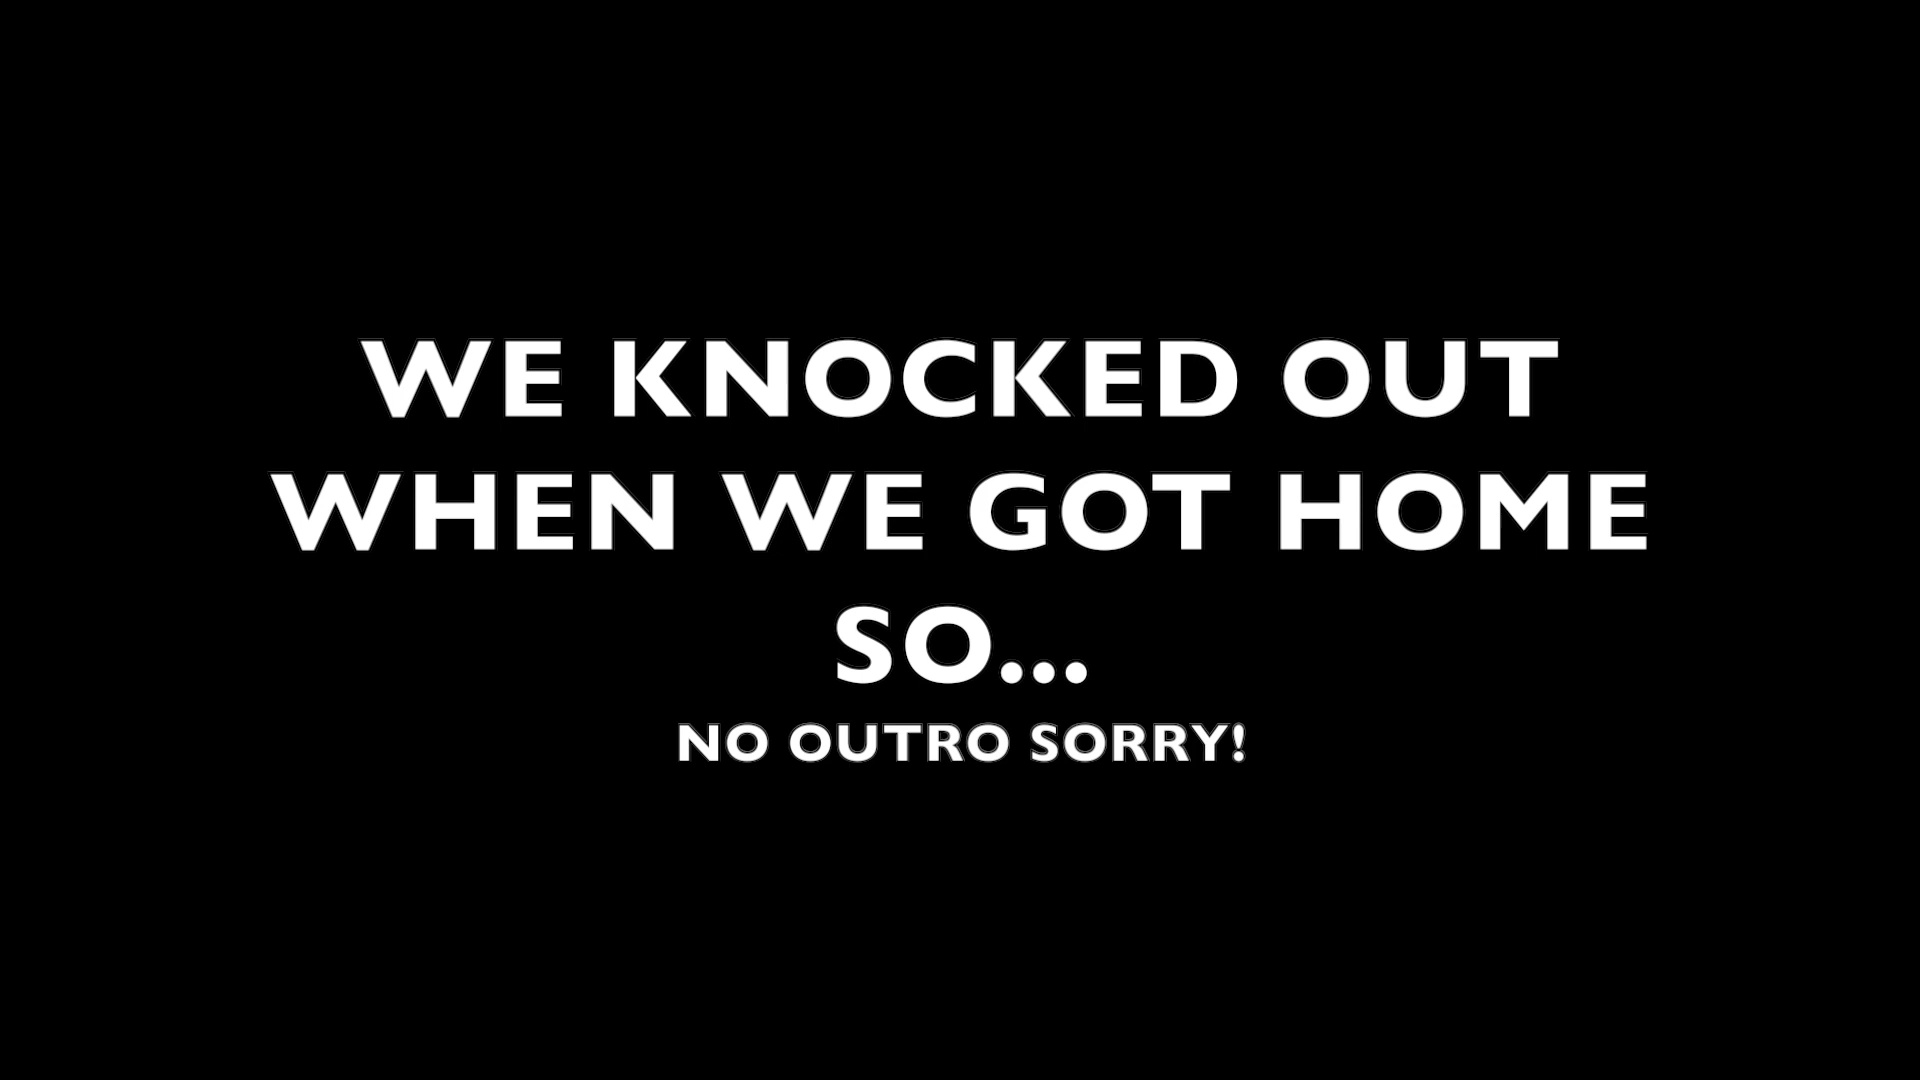 WE KNOCKED OUT
WHEN WE GOT HOME
SO...
NO OUTRO SORRY!